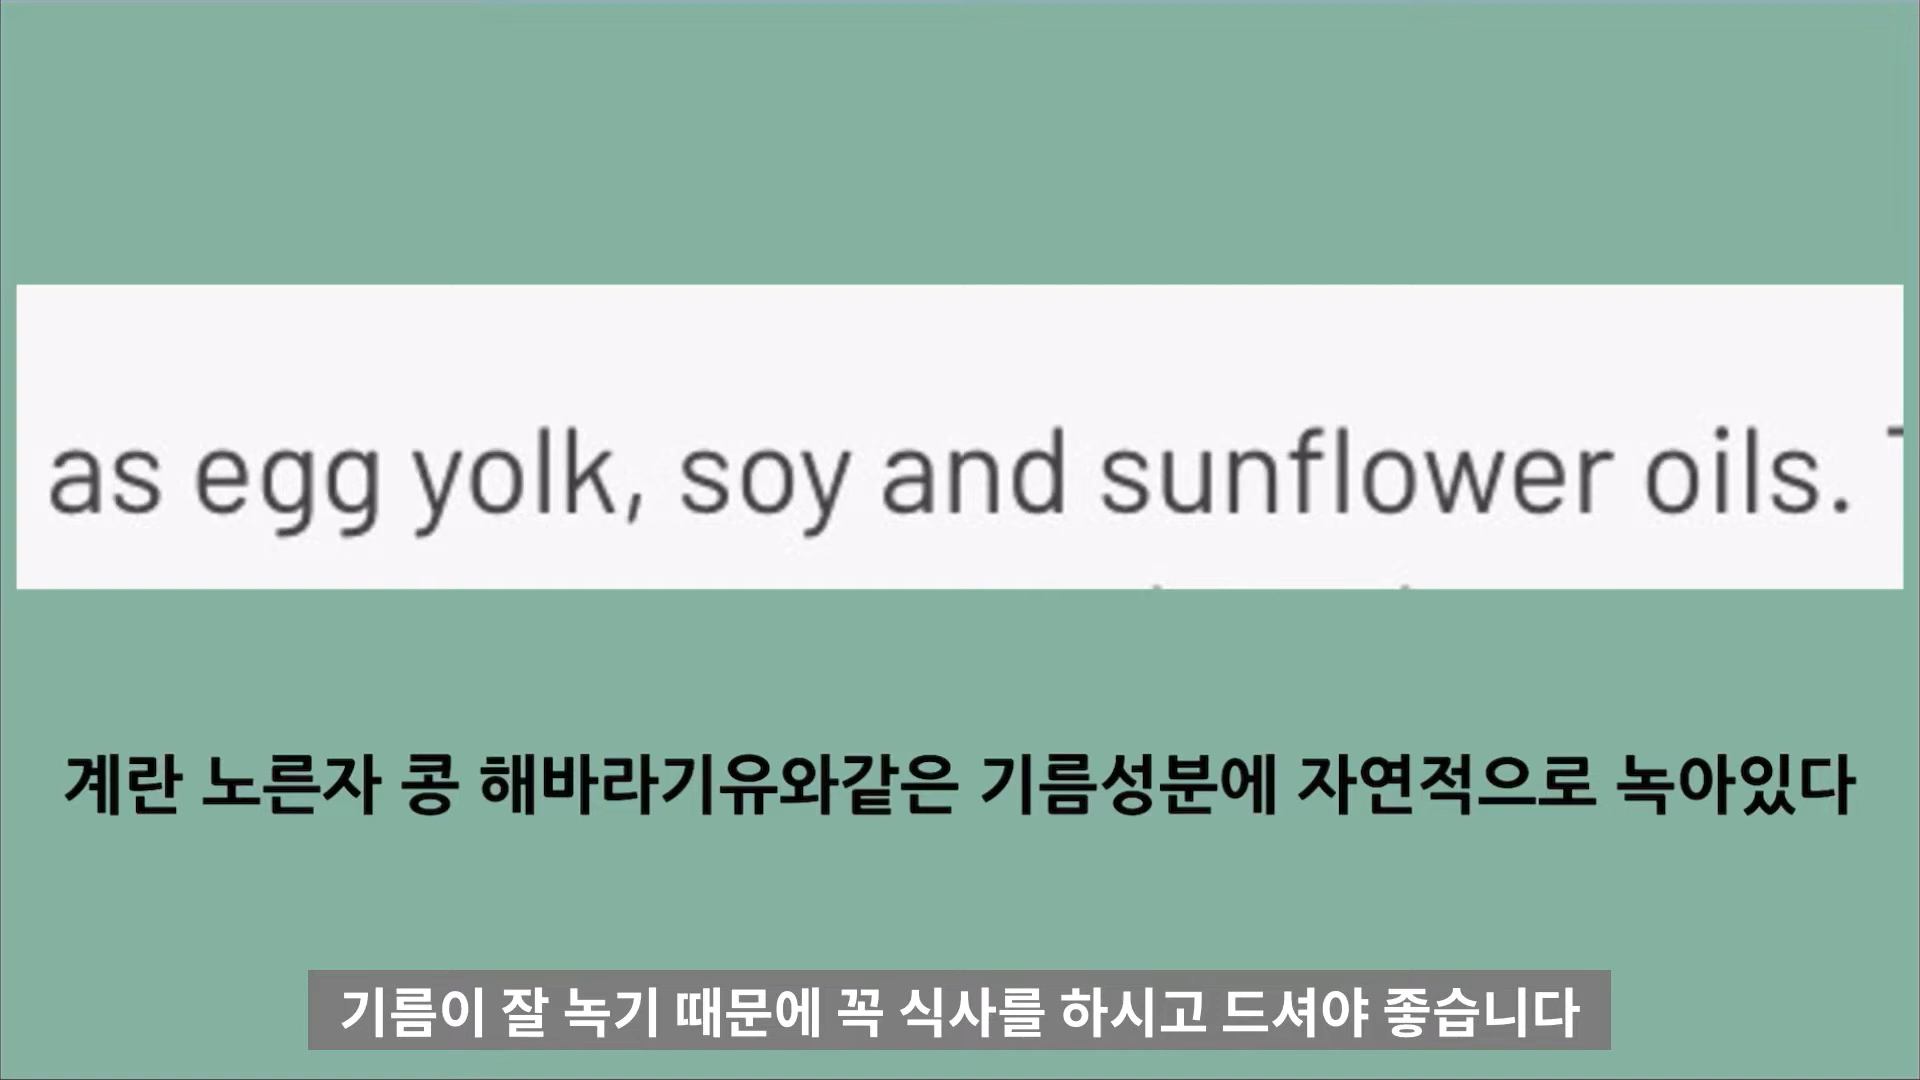 as egg yolk, soy and sunflower oils.
계란 노른자 콩 해바라기유와같은 기름성분에 자연적으로 녹아있다
기름이 잘 녹기 때문에 꼭 식사를 하시고 드셔야 좋습니다